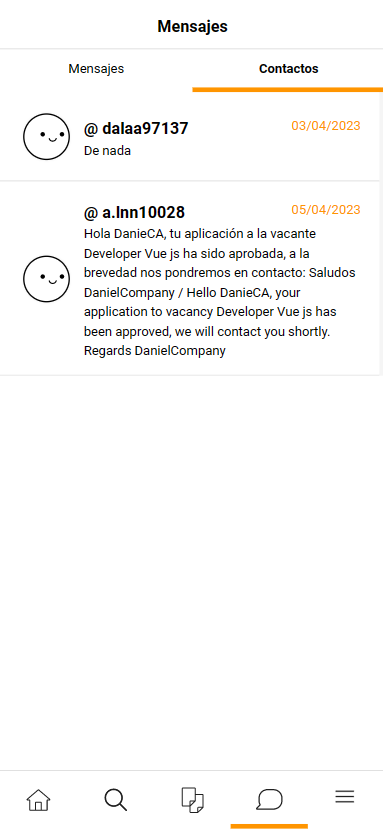 Mensajes
Mensajes
Contactos
@ dalaa97137
03/04/2023
De nada
@ a.lnn10028
05/04/2023
Hola DanieCA, tu aplicación a la vacante
Developer Vue js ha sido aprobada, a la
brevedad nos pondremos en contacto: Saludos
DanielCompany / Hello DanieCA, your
application to vacancy Developer Vue js has
been approved, we will contact you shortly.
Regards DanielCompany